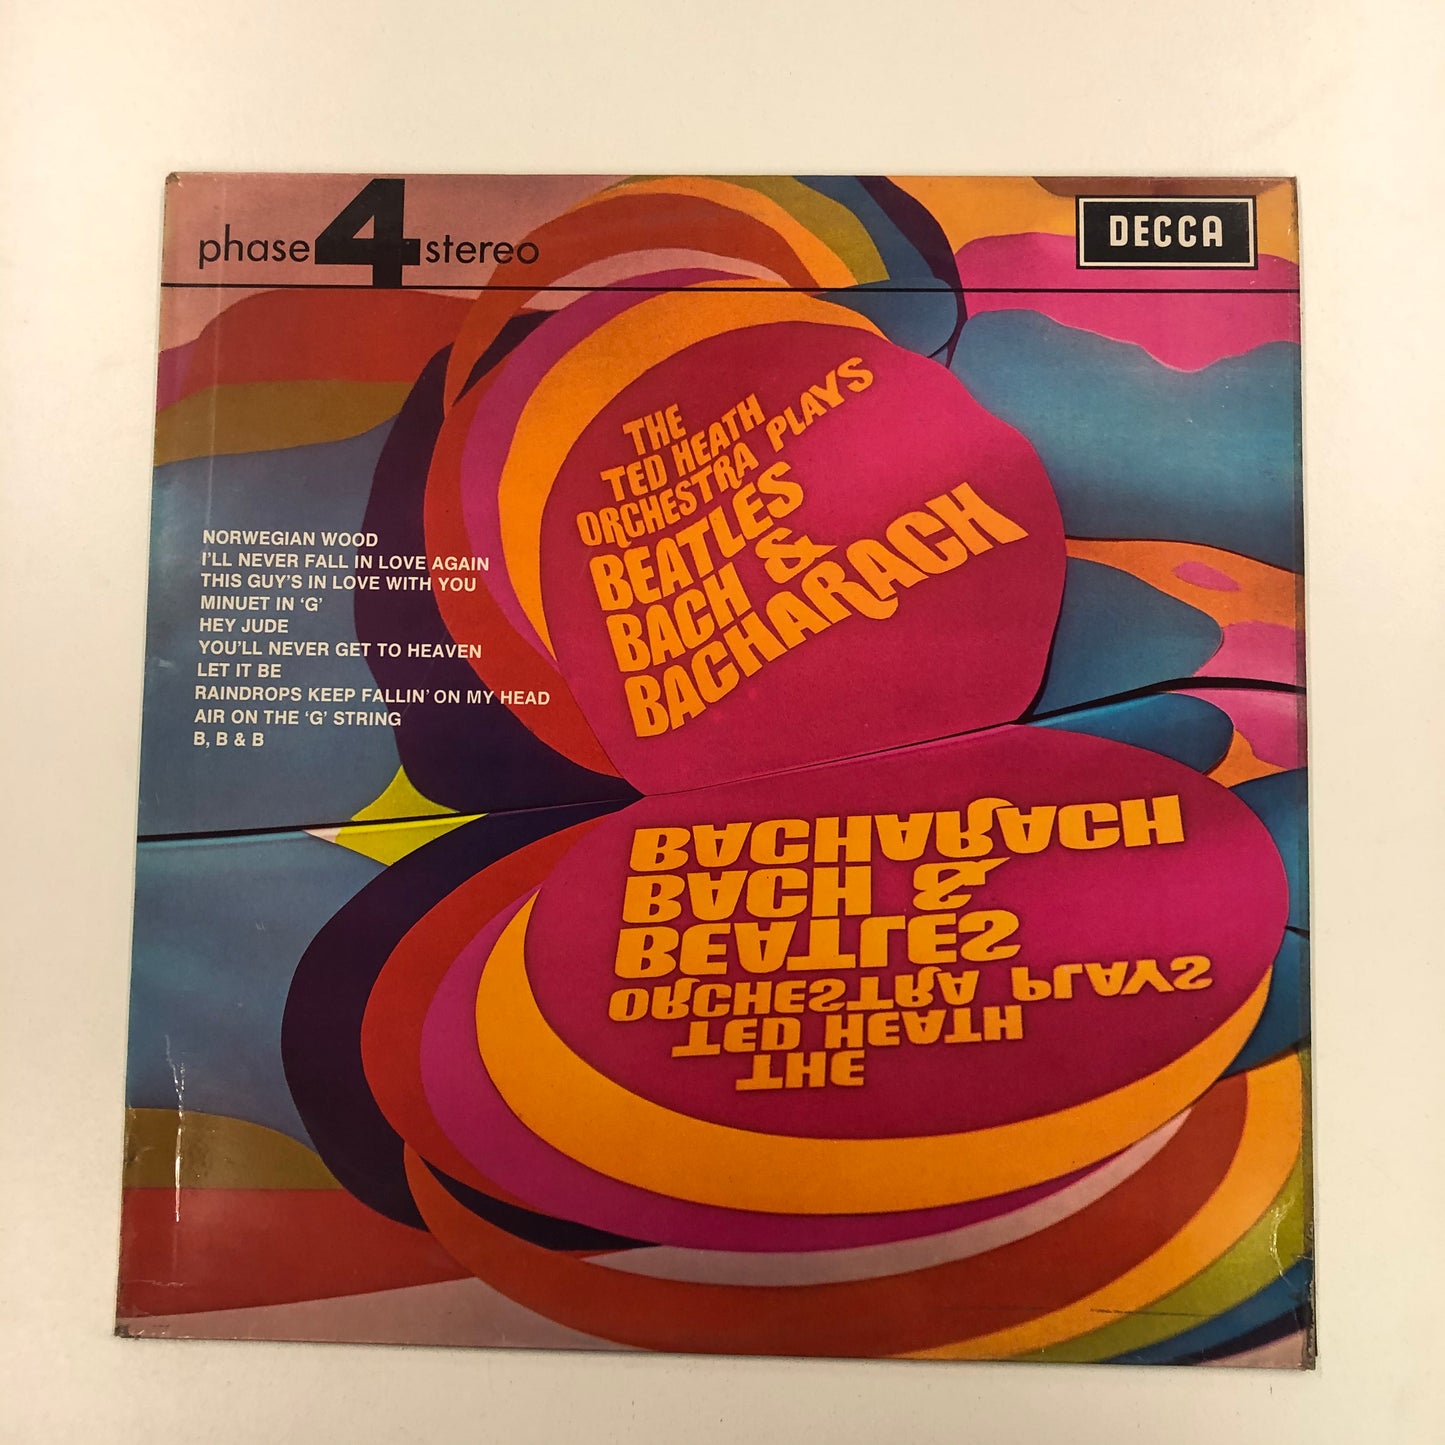 phase 4 stereo
DECCA
THE
TED HEATH
ORCHESTRA PLAYS
BEATLES
BACH &
BACHARACH
NORWEGIAN WOOD
I'LL NEVER FALL IN LOVE AGAIN
THIS GUY'S IN LOVE WITH YOU
MINUET IN 'G'
HEY JUDE
YOU'LL NEVER GET TO HEAVEN
LET IT BE
RAINDROPS KEEP FALLIN' ON MY HEAD
AIR ON THE 'G' STRING
B, B & B
BACHARACH
BACH &
BEATLES
ORCHESTRA PLAYS
TED HEATH
THE